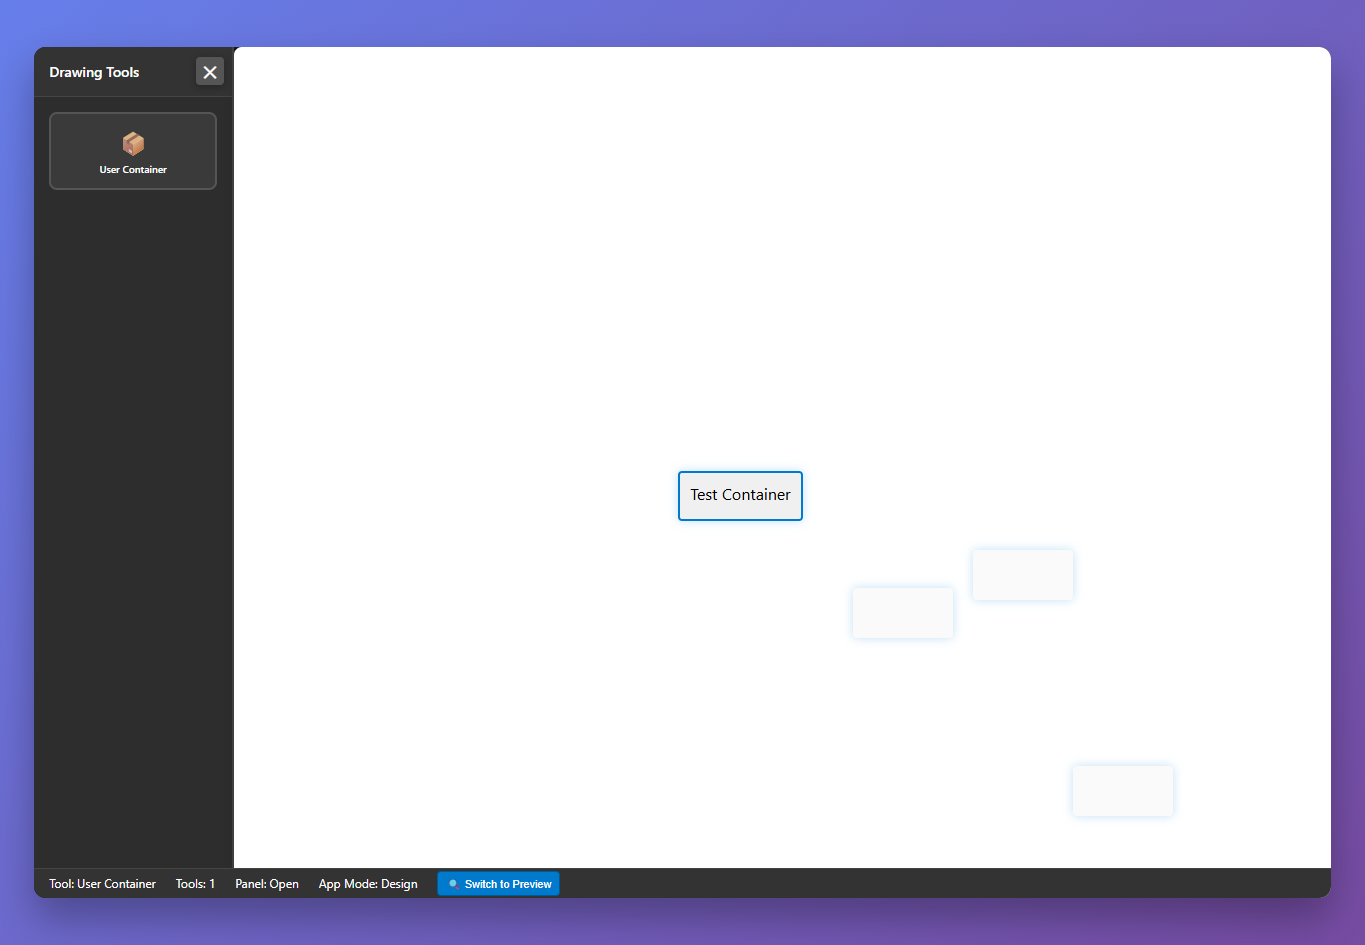 Drawing Tools
User Container
Test Container
Tool: User Container
Tools: 1
Panel: Open
App Mode: Design
Switch to Preview